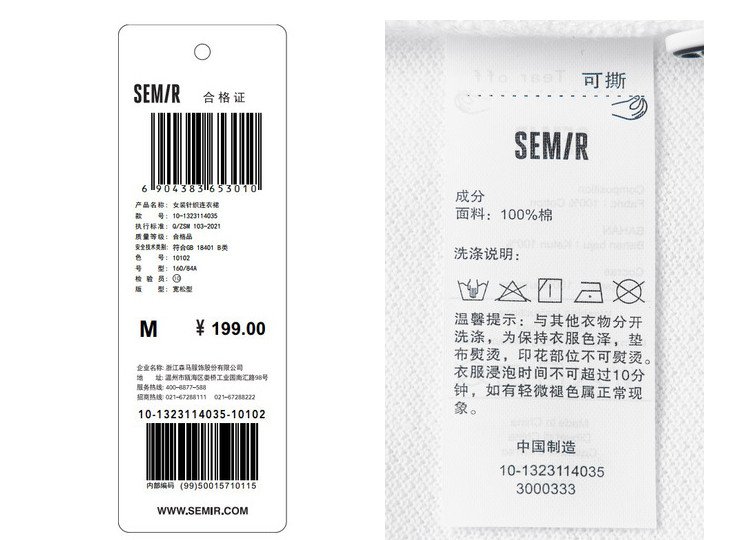 SEMIR 合格证
6 904383 653010
产品名称：女装针织连衣裙
款 号：10-1323114035
执行标准：Q/ZSM 103-2021
质量等级：合格品
安全技术类别：符合GB 18401 B类
色 号：10102
号 型：160/84A
检 验 员：⑩
版 型：宽松型
M ￥199.00
企业名称：浙江森马服饰股份有限公司
地 址：温州市瓯海区娄桥工业园南汇路98号
服务热线：400-8877-588
招商热线：021-67288111 021-67288222
10-1323114035-10102
内部编码 (99)50015710115
WWW.SEMIR.COM
可撕
SEMIR
成分
面料：100%棉
洗涤说明：
温馨提示：与其他衣物分开
洗涤，为保持衣服色泽，垫
布熨烫，印花部位不可熨烫。
衣服浸泡时间不可超过10分
钟，如有轻微褪色属正常现
象。
中国制造
10-1323114035
3000333